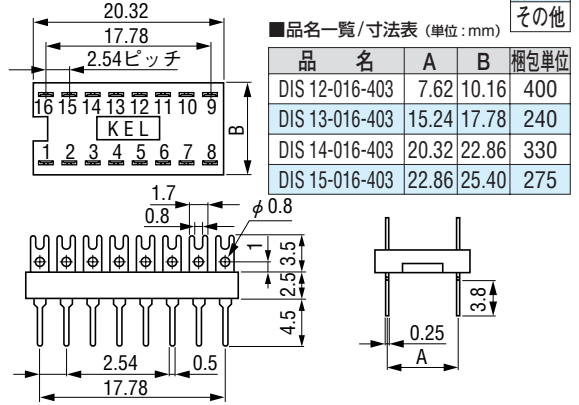 20.32
17.78
2.54ピッチ
16 15 14 13 12 11 10 9
KEL
1 2 3 4 5 6 7 8
B
その他
■品名一覧/寸法表（単位：mm）
品名 A B 梱包単位
DIS 12-016-403 7.62 10.16 400
DIS 13-016-403 15.24 17.78 240
DIS 14-016-403 20.32 22.86 330
DIS 15-016-403 22.86 25.40 275
1.7
0.8
φ0.8
1
3.5
2.5
4.5
2.54
0.5
17.78
3.8
0.25
A